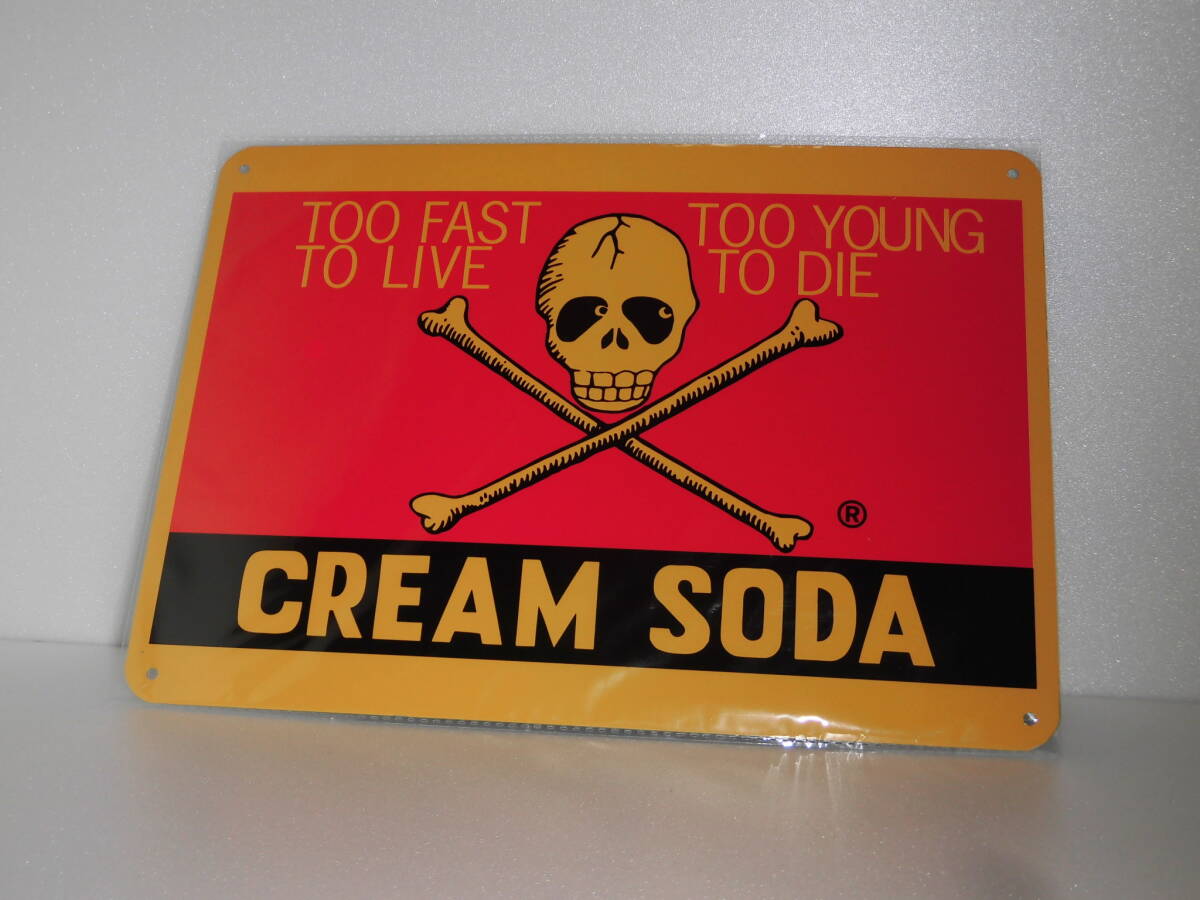 TOO FAST
TO LIVE
TOO YOUNG
TO DIE
®
CREAM SODA